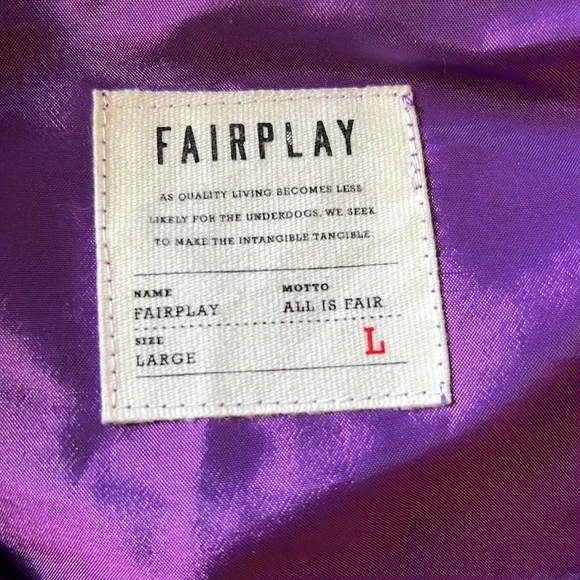 FAIRPLAY
AS QUALITY LIVING BECOMES LESS
LIKELY FOR THE UNDERDOGS, WE SEEK
TO MAKE THE INTANGIBLE TANGIBLE
NAME MOTTO
FAIRPLAY ALL IS FAIR
SIZE
LARGE L